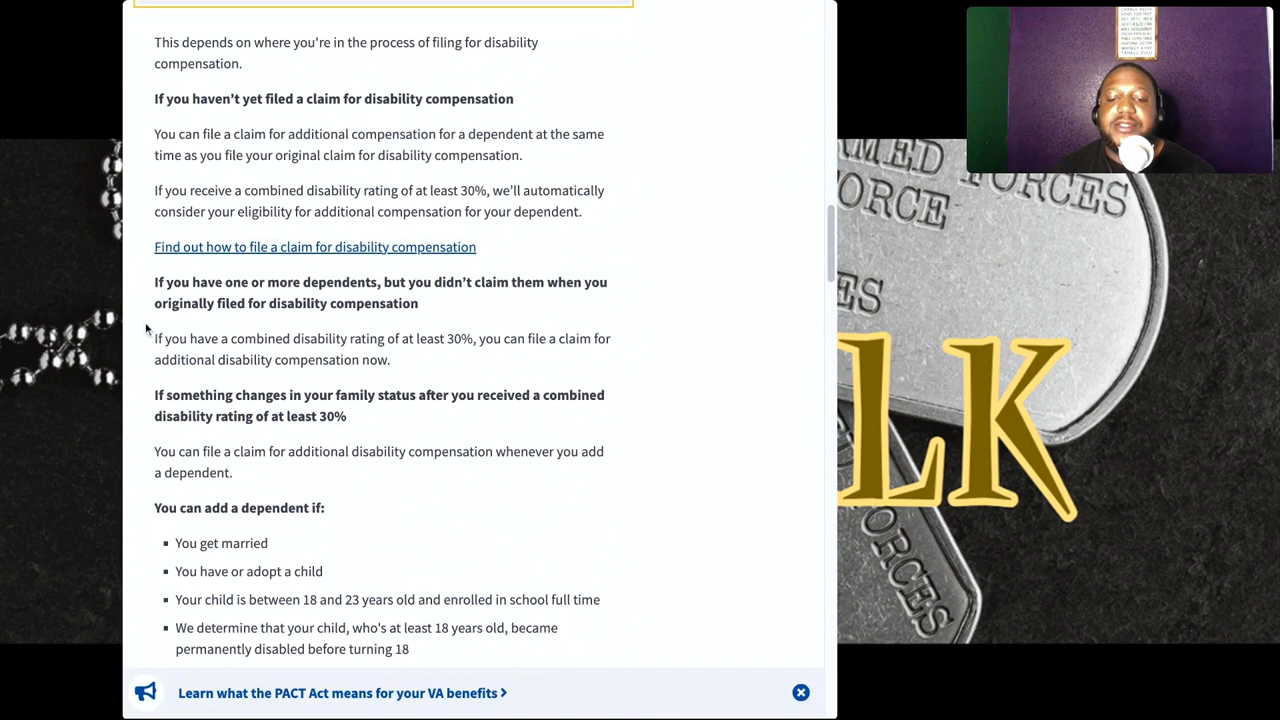 This depends on where you're in the process of filing for disability
compensation.
If you haven’t yet filed a claim for disability compensation
You can file a claim for additional compensation for a dependent at the same
time as you file your original claim for disability compensation.
If you receive a combined disability rating of at least 30%, we’ll automatically
consider your eligibility for additional compensation for your dependent.
Find out how to file a claim for disability compensation
If you have one or more dependents, but you didn’t claim them when you
originally filed for disability compensation
If you have a combined disability rating of at least 30%, you can file a claim for
additional disability compensation now.
If something changes in your family status after you received a combined
disability rating of at least 30%
You can file a claim for additional disability compensation whenever you add
a dependent.
You can add a dependent if:
▪ You get married
▪ You have or adopt a child
▪ Your child is between 18 and 23 years old and enrolled in school full time
▪ We determine that your child, who's at least 18 years old, became
permanently disabled before turning 18
Learn what the PACT Act means for your VA benefits
RMED FORCES
ORCE
ES
LK
FORCES